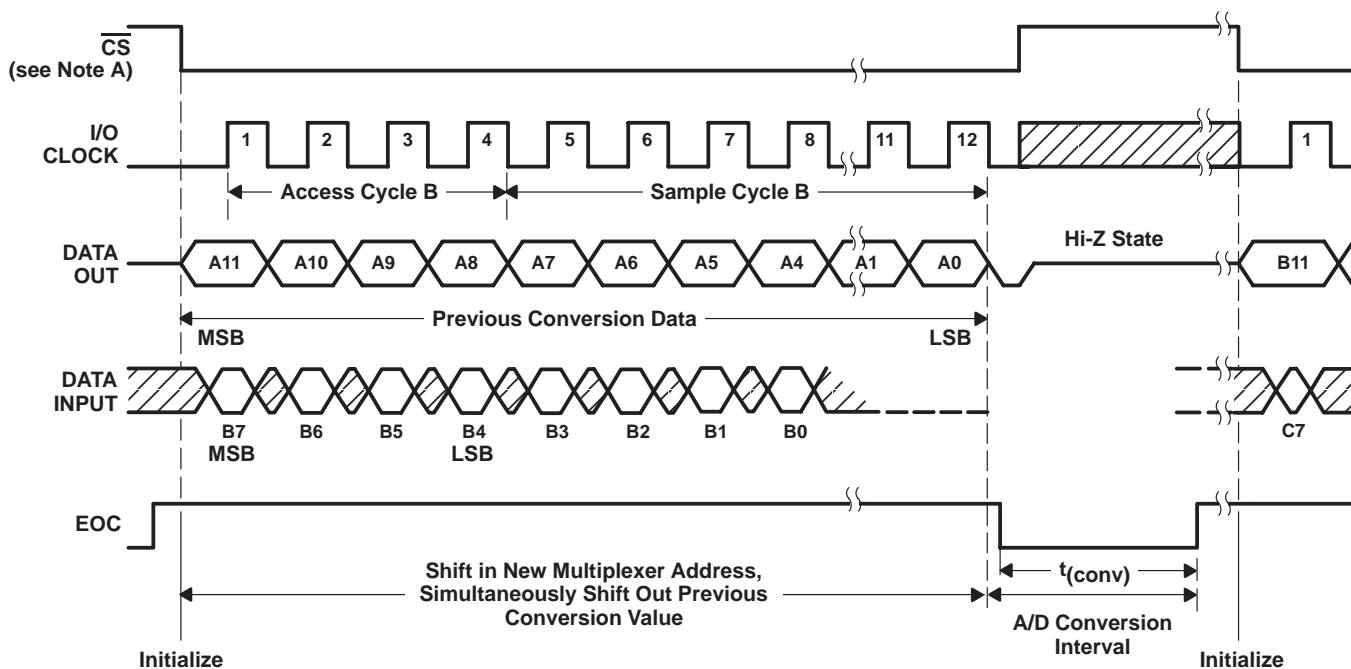 CS
(see Note A)
I/O
CLOCK
1 2 3 4 5 6 7 8 11 12 1
Access Cycle B Sample Cycle B
DATA
OUT
A11 A10 A9 A8 A7 A6 A5 A4 A1 A0 Hi-Z State B11
Previous Conversion Data
MSB LSB
DATA
INPUT
B7 B6 B5 B4 B3 B2 B1 B0 C7
MSB LSB
EOC
Shift in New Multiplexer Address,
Simultaneously Shift Out Previous
Conversion Value
t(conv)
A/D Conversion
Interval
Initialize Initialize